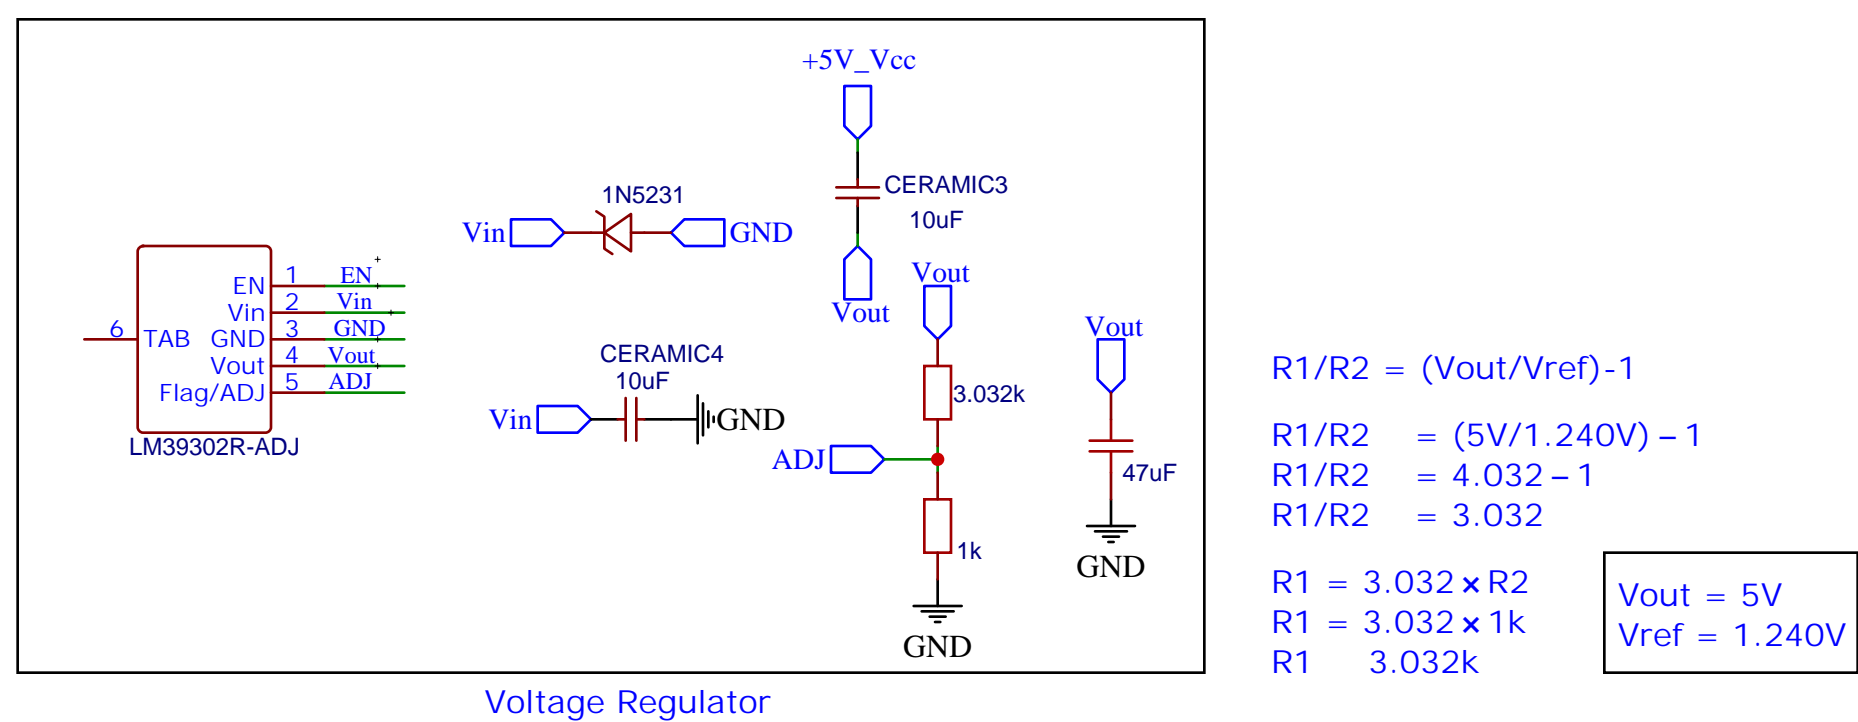 +5V_Vcc
CERAMIC3
10uF
Vout
1N5231
Vin
GND
EN 1 EN
Vin 2 Vin
6 TAB GND 3 GND
Vout 4 Vout
Flag/ADJ 5 ADJ
LM39302R-ADJ
CERAMIC4
10uF
Vin
GND
Vout
3.032k
ADJ
1k
GND
Vout
47uF
GND
Voltage Regulator
R1/R2 = (Vout/Vref)-1
R1/R2 = (5V/1.240V) – 1
R1/R2 = 4.032 – 1
R1/R2 = 3.032
R1 = 3.032 × R2
R1 = 3.032 × 1k
R1 3.032k
Vout = 5V
Vref = 1.240V